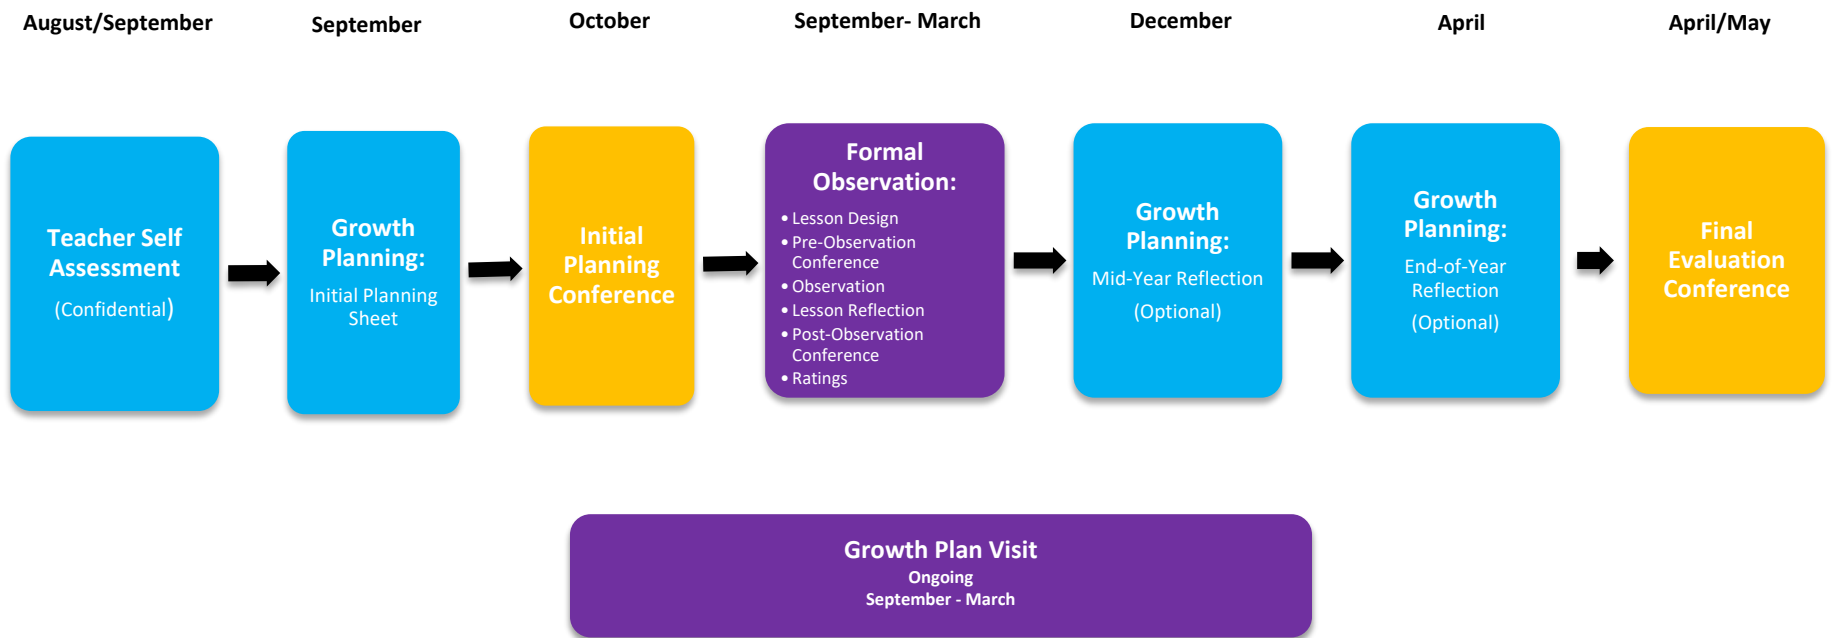 August/September
September
October
September- March
December
April
April/May
Teacher Self
Assessment
(Confidential)
Growth
Planning:
Initial Planning
Sheet
Initial
Planning
Conference
Formal
Observation:
• Lesson Design
• Pre-Observation
Conference
• Observation
• Lesson Reflection
• Post-Observation
Conference
• Ratings
Growth
Planning:
Mid-Year Reflection
(Optional)
Growth
Planning:
End-of-Year
Reflection
(Optional)
Final
Evaluation
Conference
Growth Plan Visit
Ongoing
September - March